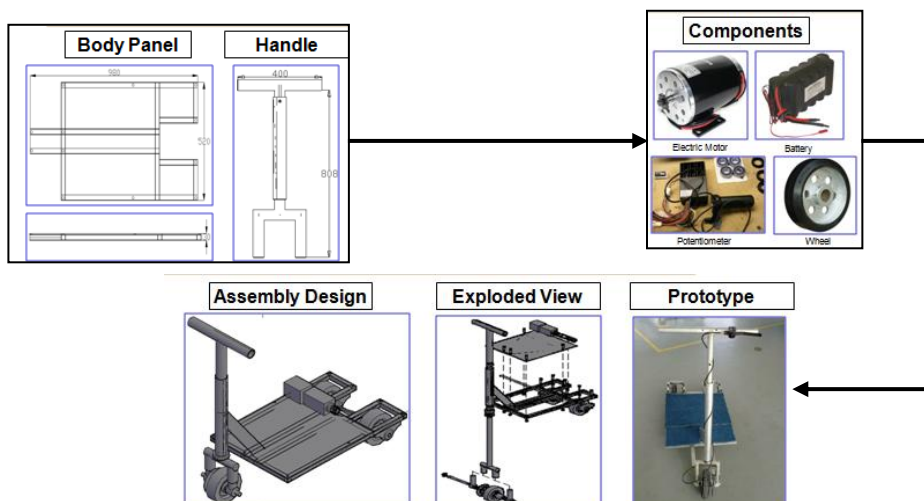 Body Panel
Handle
980
520
400
808
Components
Electric Motor
Battery
Potentiometer
Wheel
Assembly Design
Exploded View
Prototype